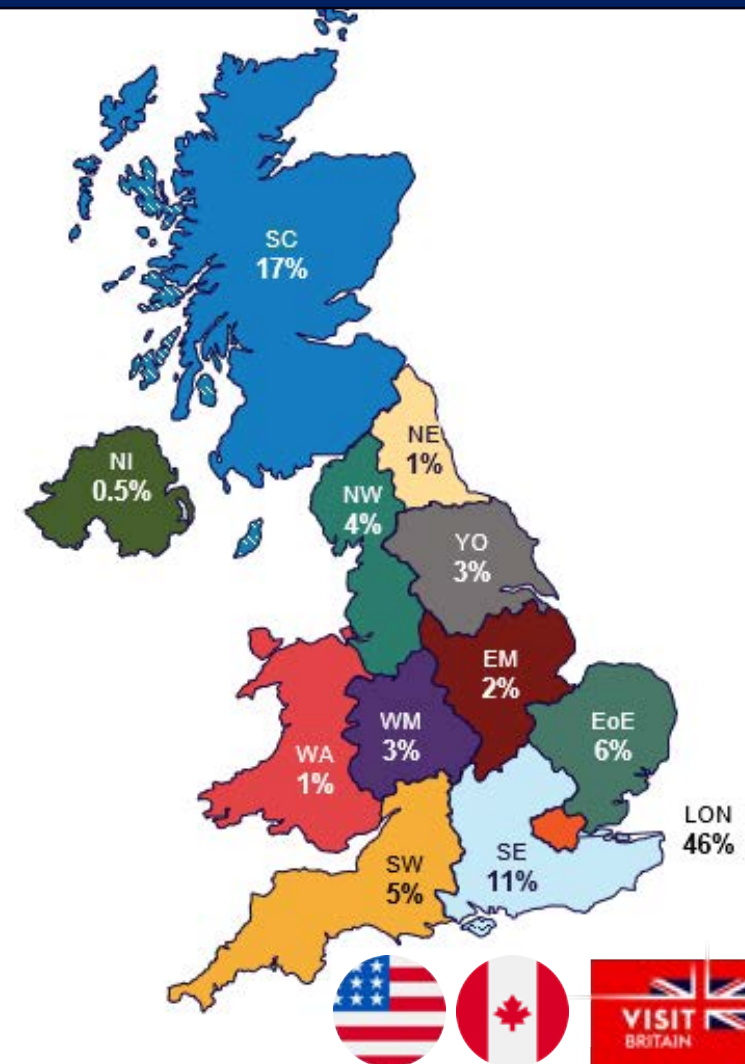 SC
17%
NE
1%
NI
0.5%
NW
4%
YO
3%
EM
2%
WM
3%
EoE
6%
WA
1%
LON
46%
SE
11%
SW
5%
VISIT
BRITAIN